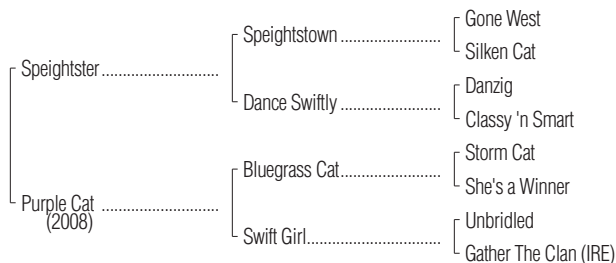 Gone West
Speightstown
Silken Cat
Speightster
Danzig
Dance Swiftly
Classy 'n Smart
Storm Cat
Bluegrass Cat
She's a Winner
Purple Cat
(2008)
Unbridled
Swift Girl
Gather The Clan (IRE)